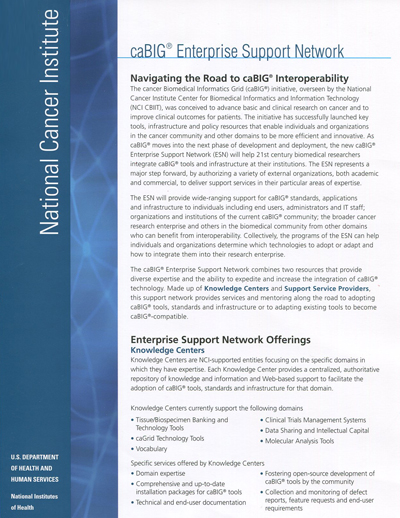 National Cancer Institute
caBIG® Enterprise Support Network
Navigating the Road to caBIG® Interoperability
The cancer Biomedical Informatics Grid (caBIG®) initiative, overseen by the National
Cancer Institute Center for Biomedical Informatics and Information Technology
(NCI CBIIT), was conceived to advance basic and clinical research on cancer and to
improve clinical outcomes for patients. The initiative has successfully launched key
tools, infrastructure and policy resources that enable individuals and organizations
in the cancer community and other domains to be more efficient and innovative. As
caBIG® moves into the next phase of development and deployment, the new caBIG®
Enterprise Support Network (ESN) will help 21st century biomedical researchers
integrate caBIG® tools and infrastructure at their institutions. The ESN represents a
major step forward, by authorizing a variety of external organizations, both academic
and commercial, to deliver support services in their particular areas of expertise.
The ESN will provide wide-ranging support for caBIG® standards, applications
and infrastructure to individuals including end users, administrators and IT staff;
organizations and institutions of the current caBIG® community; the broader cancer
research enterprise and others in the biomedical community from other domains
who can benefit from interoperability. Collectively, the programs of the ESN can help
individuals and organizations determine which technologies to adopt or adapt and
how to integrate them into their research enterprise.
The caBIG® Enterprise Support Network combines two resources that provide
diverse expertise and the ability to expedite and increase the integration of caBIG®
technology. Made up of Knowledge Centers and Support Service Providers,
this support network provides services and mentoring along the road to adopting
caBIG® tools, standards and infrastructure or to adapting existing tools to become
caBIG®-compatible.
Enterprise Support Network Offerings
Knowledge Centers
Knowledge Centers are NCI-supported entities focusing on the specific domains in
which they have expertise. Each Knowledge Center provides a centralized, authoritative
repository of knowledge and information and Web-based support to facilitate the
adoption of caBIG® tools, standards and infrastructure for that domain.
Knowledge Centers currently support the following domains
• Tissue/Biospecimen Banking and
Technology Tools
• caGrid Technology Tools
• Vocabulary
• Clinical Trials Management Systems
• Data Sharing and Intellectual Capital
• Molecular Analysis Tools
Specific services offered by Knowledge Centers
• Domain expertise
• Comprehensive and up-to-date
installation packages for caBIG® tools
• Technical and end-user documentation
• Fostering open-source development of
caBIG® tools by the community
• Collection and monitoring of defect
reports, feature requests and end-user
requirements
U.S. DEPARTMENT
OF HEALTH AND
HUMAN SERVICES
National Institutes
of Health